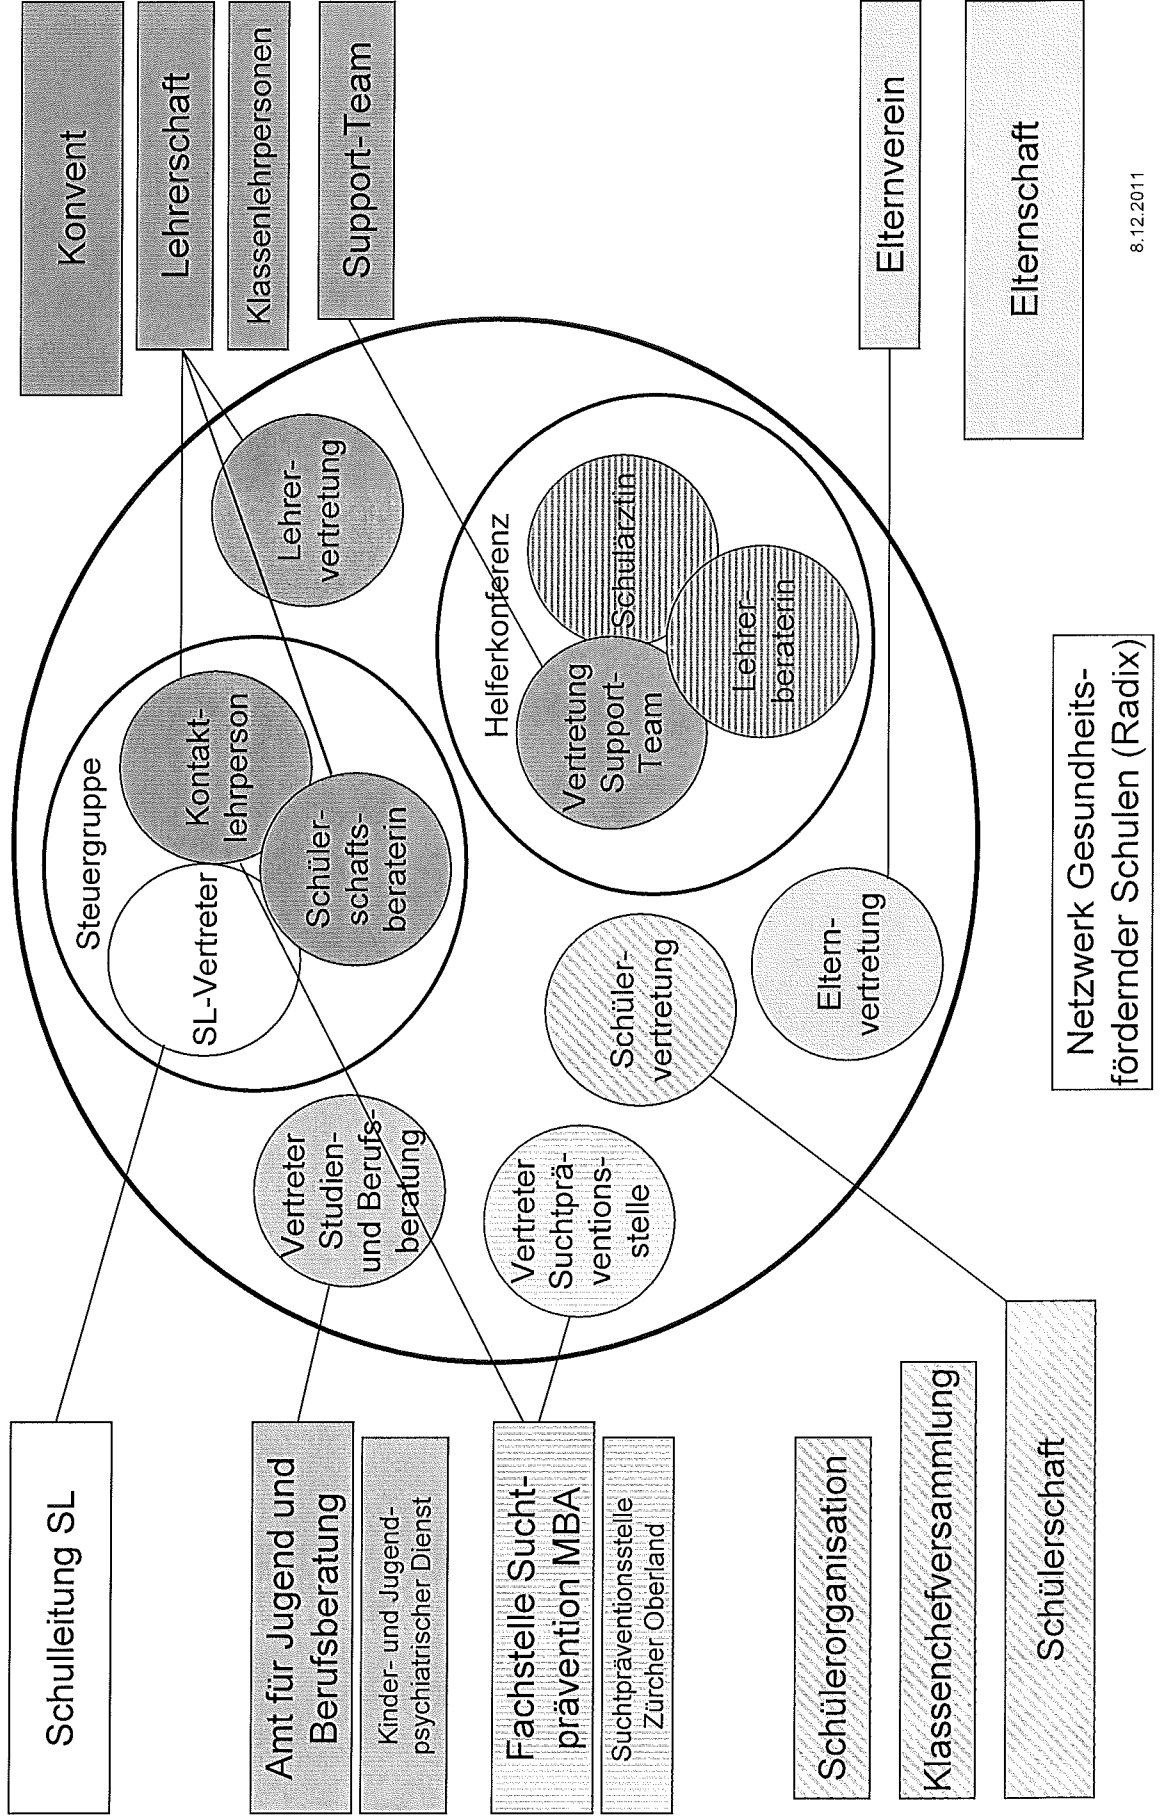 Schulleitung SL
Steuergruppe
SL-Vertreter
Kontakt-
lehrperson
Schüler-
schafts-
beraterin
Konvent
Lehrerschaft
Klassenlehrpersonen
Support-Team
Amt für Jugend und
Berufsberatung
Kinder- und Jugend-
psychiatrischer Dienst
Vertreter
Studien-
und Berufs-
beratung
Lehrer-
vertretung
Fachstelle Sucht-
prävention MBA
Suchtpräventionsstelle
Zürcher Oberland
Vertreter
Suchtprä-
ventions-
stelle
Schüler-
vertretung
Helferkonferenz
Vertretung
Support-
Team
Schulärztin
Lehrer-
beraterin
Eltern-
vertretung
Schülerorganisation
Klassenchefversammlung
Schülerschaft
Elternverein
Elternschaft
Netzwerk Gesundheits-
fördernder Schulen (Radix)
8.12.2011